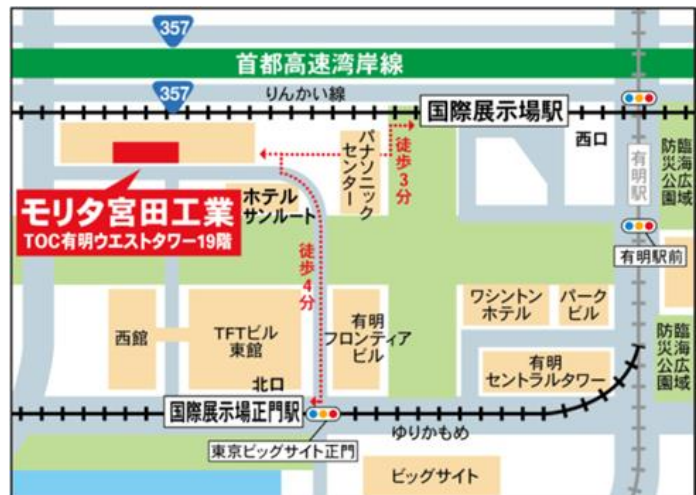 357
首都高速湾岸線
357
りんかい線
国際展示場駅
西口
パナソニック
センター
徒歩3分
有明駅
臨海広域
防災公園
モリタ宮田工業
TOC有明ウエストタワー19階
ホテル
サンルート
有明駅前
徒歩4分
西館
TFTビル
東館
有明
フロンティア
ビル
ワシントン
ホテル
パーク
ビル
有明
セントラルタワー
臨海広域
防災公園
北口
国際展示場正門駅
ゆりかもめ
東京ビッグサイト正門
ビッグサイト